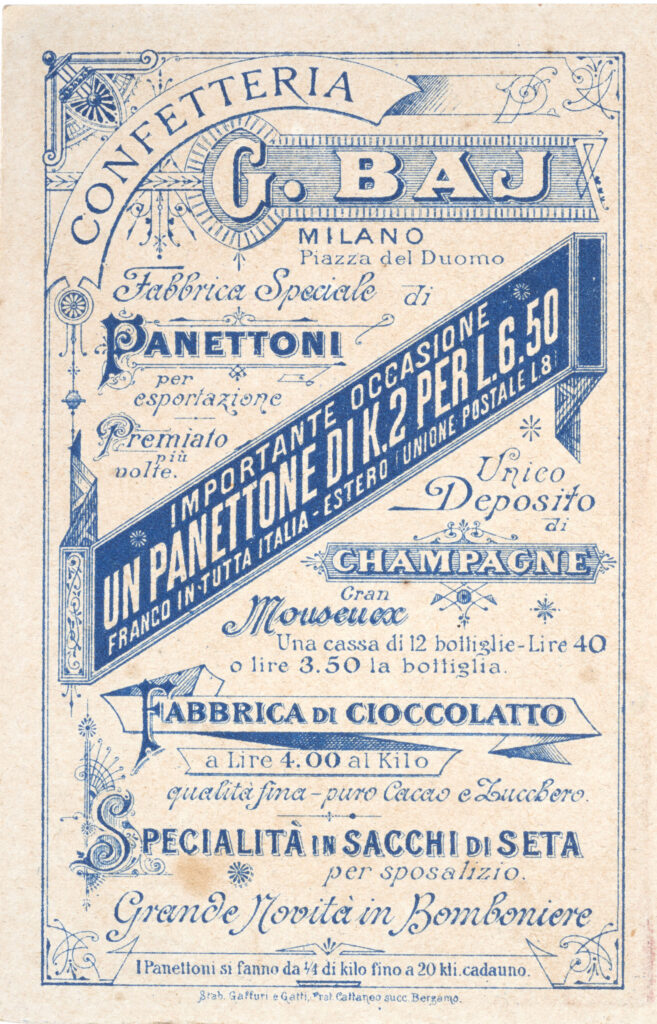 CONFETTERIA
G. BAJ
MILANO
Piazza del Duomo
Fabbrica Speciale di
PANETTONI
per
esportazione
Premiato
più
volte.
IMPORTANTE OCCASIONE
UN PANETTONE DI K.2 PER L.6.50
FRANCO IN TUTTA ITALIA - ESTERO (UNIONE POSTALE L.8
Unico
Deposito
di
CHAMPAGNE
Gran
Mouseuex
Una cassa di 12 bottiglie - Lire 40
o lire 3.50 la bottiglia.
FABBRICA DI CIOCCOLATTO
a Lire 4.00 al Kilo
qualità fina - puro Cacao e Zucchero.
SPECIALITÀ IN SACCHI DI SETA
per sposalizio.
Grande Novità in Bomboniere
I Panettoni si fanno da ¼ di kilo fino a 20 kli. cadauno.
Stab. Gaffuri e Gatti, Prat. Cattaneo succ. Bergamo.